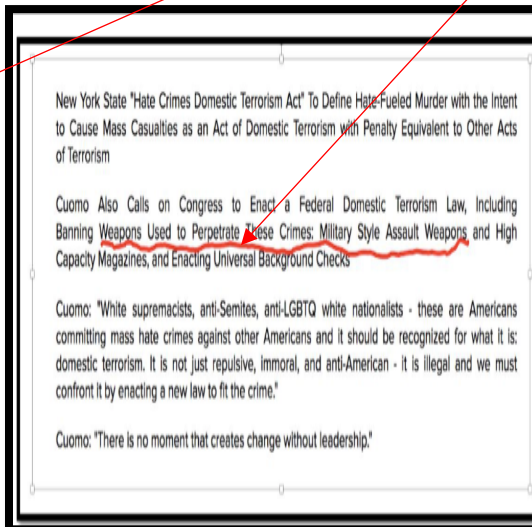 New York State "Hate Crimes Domestic Terrorism Act" To Define Hate-Fueled Murder with the Intent
to Cause Mass Casualties as an Act of Domestic Terrorism with Penalty Equivalent to Other Acts
of Terrorism
Cuomo Also Calls on Congress to Enact a Federal Domestic Terrorism Law, Including
Banning Weapons Used to Perpetrate These Crimes: Military Style Assault Weapons and High
Capacity Magazines, and Enacting Universal Background Checks
Cuomo: "White supremacists, anti-Semites, anti-LGBTQ white nationalists - these are Americans
committing mass hate crimes against other Americans and it should be recognized for what it is:
domestic terrorism. It is not just repulsive, immoral, and anti-American - it is illegal and we must
confront it by enacting a new law to fit the crime."
Cuomo: "There is no moment that creates change without leadership."